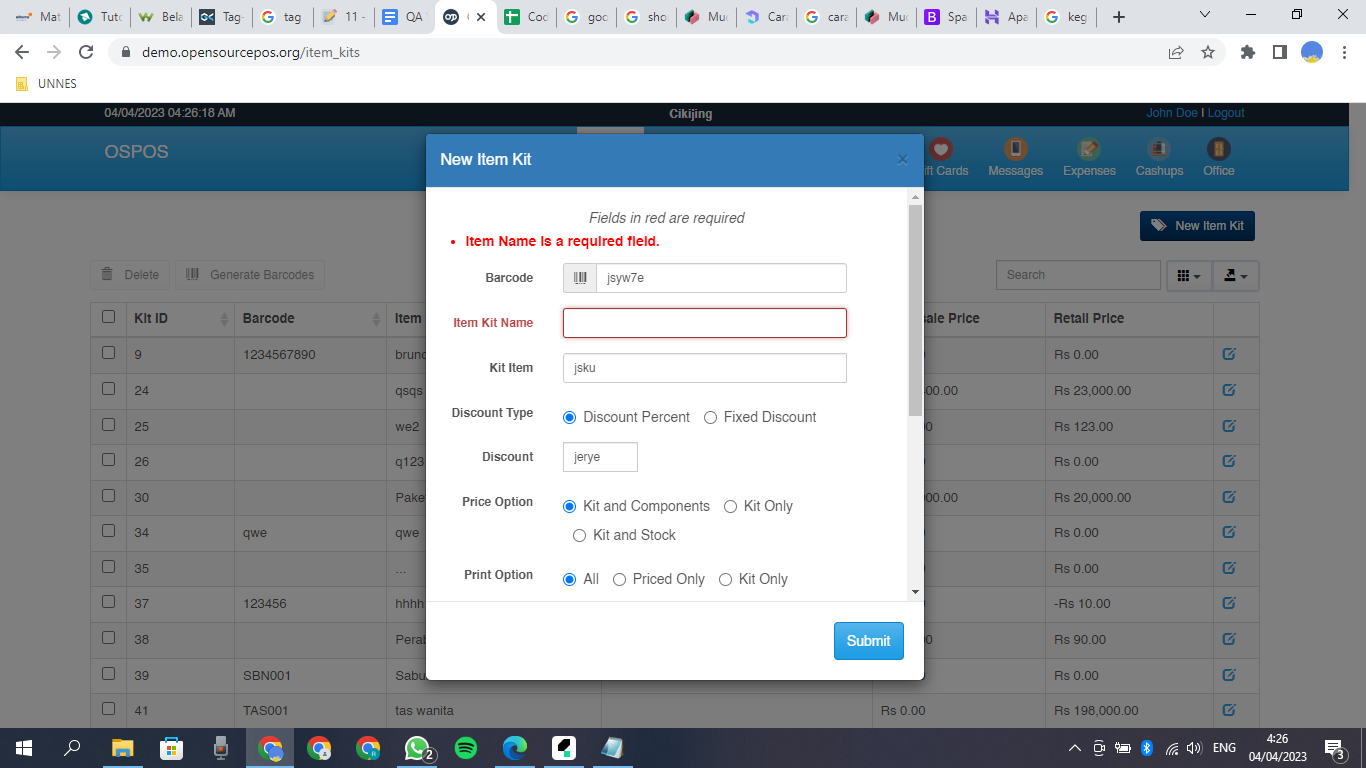 Mat
Tuto
Bela
Tag-
tag
11 -
QA
Cod
goo
sho
Muc
Cara
cara
Muc
Spa
Apa
keg
demo.opensourcepos.org/item_kits
UNNES
04/04/2023 04:26:18 AM
Cikijing
John Doe | Logout
OSPOS
ift Cards
Messages
Expenses
Cashups
Office
New Item Kit
×
Fields in red are required
Item Name is a required field.
Barcode
jsyw7e
Item Kit Name
Kit Item
jsku
Discount Type
Discount Percent
Fixed Discount
Discount
jerye
Price Option
Kit and Components
Kit Only
Kit and Stock
Print Option
All
Priced Only
Kit Only
Submit
New Item Kit
Delete
Generate Barcodes
Search
Kit ID Barcode Item ale Price Retail Price
9 1234567890 brunc Rs 0.00
24 qsqs 00.00 Rs 23,000.00
25 we2 0 Rs 123.00
26 q123 Rs 0.00
30 Pake 00.00 Rs 20,000.00
34 qwe qwe Rs 0.00
35 ... Rs 0.00
37 123456 hhhh -Rs 10.00
38 Peral 0 Rs 90.00
39 SBN001 Sabu Rs 0.00
41 TAS001 tas wanita Rs 0.00 Rs 198,000.00
2
ENG
4:26
04/04/2023
3